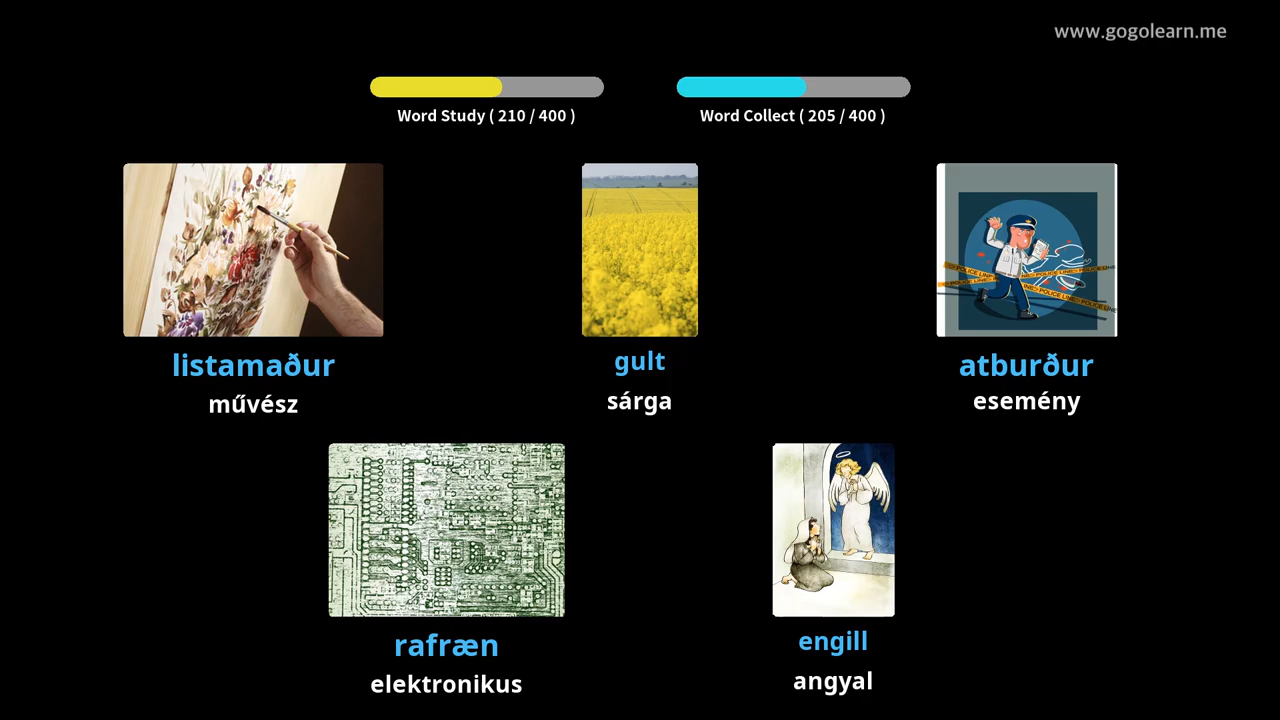 www.gogolearn.me
Word Study ( 210 / 400 )
Word Collect ( 205 / 400 )
listamaður
művész
gult
sárga
atburður
esemény
rafræn
elektronikus
engill
angyal